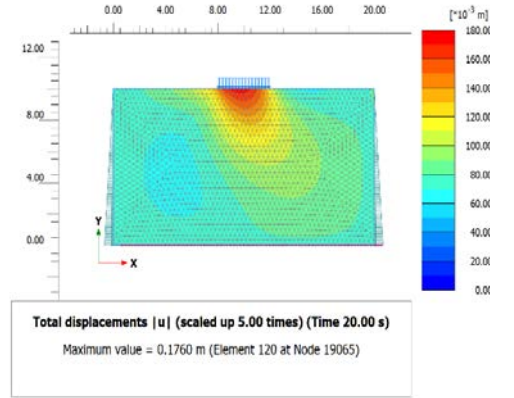 0.00 4.00 8.00 12.00 16.00 20.00
[*10⁻³ m]
180.00
160.00
140.00
120.00
100.00
80.00
60.00
40.00
20.00
0.00
12.00
8.00
4.00
0.00
Y
X
Total displacements |u| (scaled up 5.00 times) (Time 20.00 s)
Maximum value = 0.1760 m (Element 120 at Node 19065)